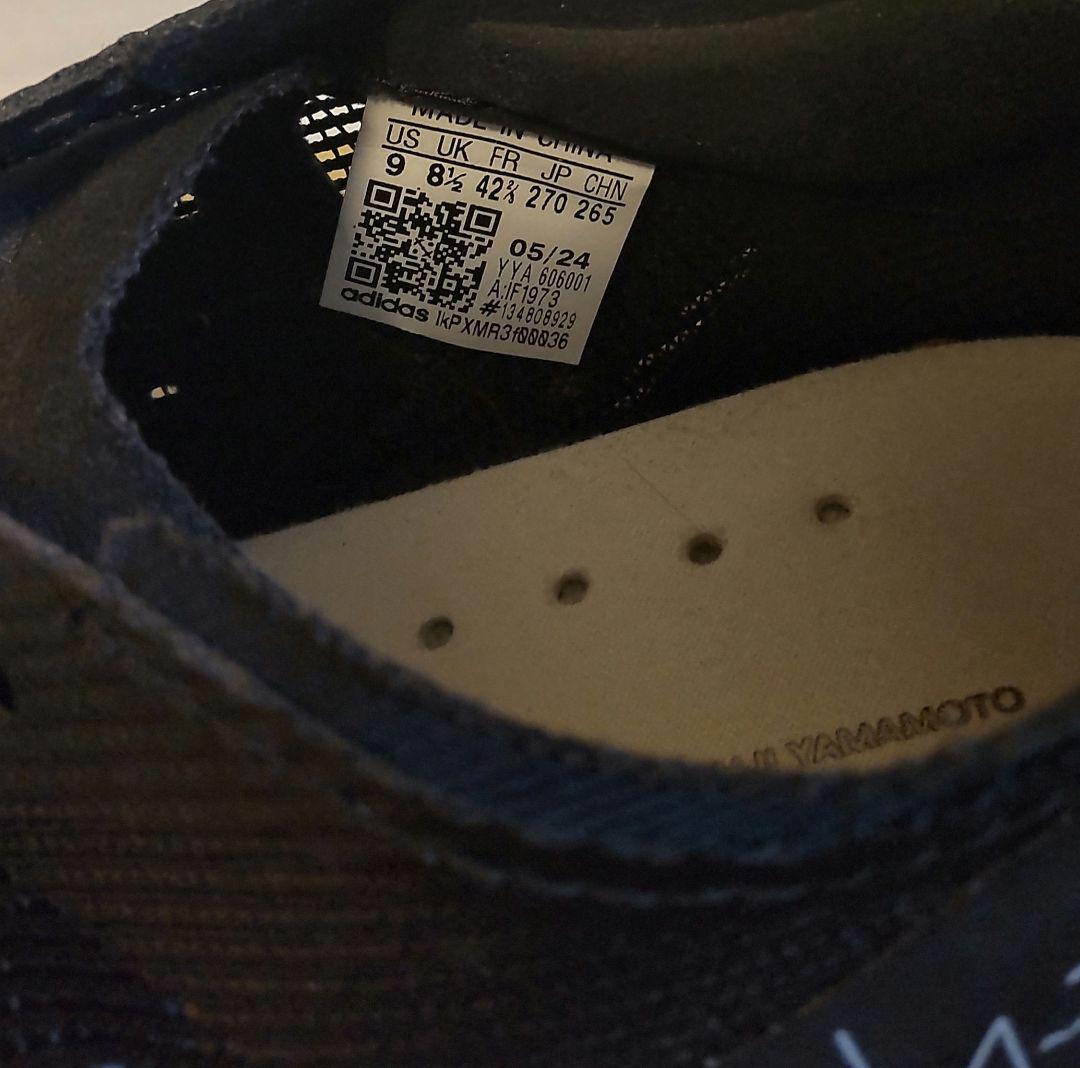 MADE IN CHINA
US UK FR JP CHN
9 8½ 42⅔ 270 265
05/24
YYA 606001
A:IF1973
#134808929
adidas lkPXMR3f00036
YAMAMOTO